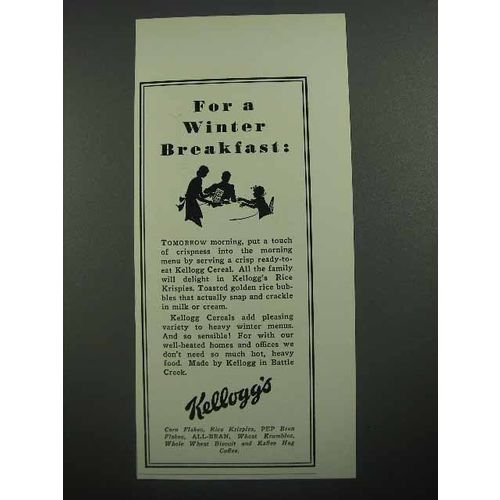 For a
Winter
Breakfast:
TOMORROW morning, put a touch
of crispness into the morning
menu by serving a crisp ready-to-
eat Kellogg Cereal. All the family
will delight in Kellogg's Rice
Krispies. Toasted golden rice bub-
bles that actually snap and crackle
in milk or cream.
Kellogg Cereals add pleasing
variety to heavy winter menus.
And so sensible! For with our
well-heated homes and offices we
don't need so much hot, heavy
food. Made by Kellogg in Battle
Creek.
Kellogg's
Corn Flakes, Rice Krispies, PEP Bran
Flakes, ALL-BRAN, Wheat Krumbles,
Whole Wheat Biscuit and Kaffee Hag
Coffee.